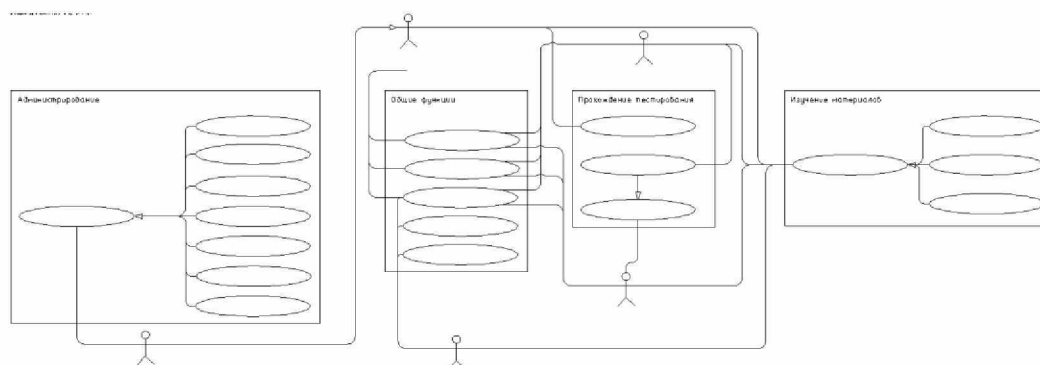 Администрирование
Общие функции
Прохождение тестирования
Изучение материалов